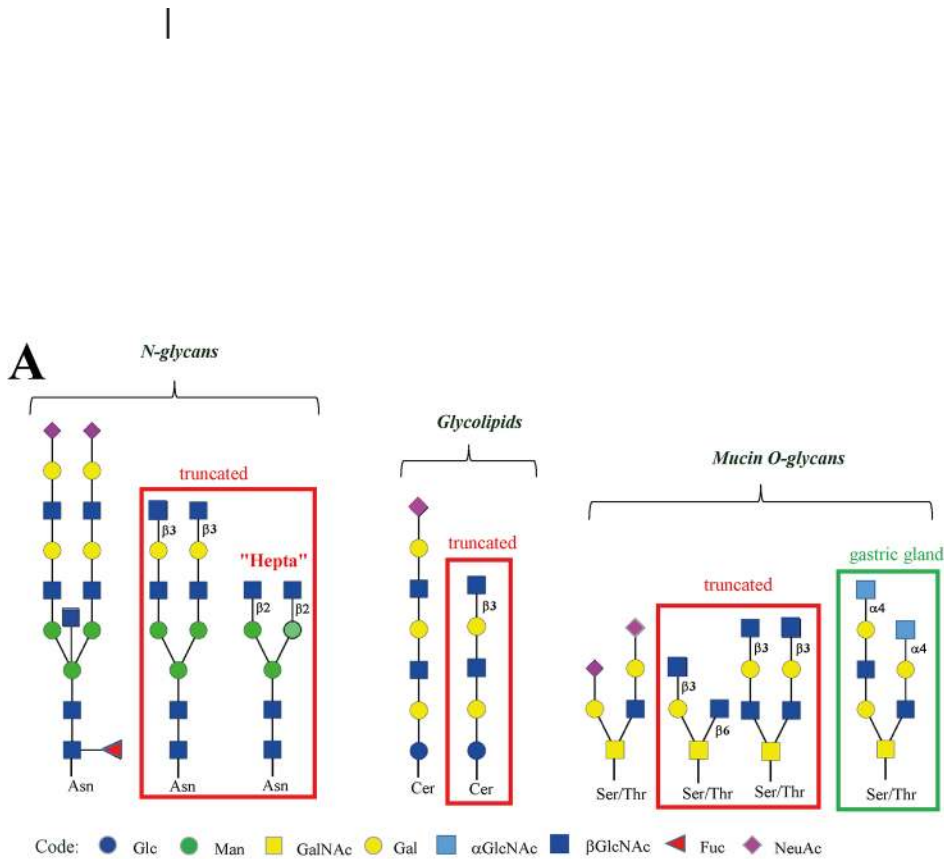 A
N-glycans
Glycolipids
Mucin O-glycans
truncated
truncated
truncated
gastric gland
"Hepta"
β3 β3
β2 β2
β3
β3
β6
β3 β3
α4
α4
Asn Asn Asn
Cer Cer
Ser/Thr Ser/Thr Ser/Thr Ser/Thr
Code: Glc Man GalNAc Gal αGlcNAc βGlcNAc Fuc NeuAc